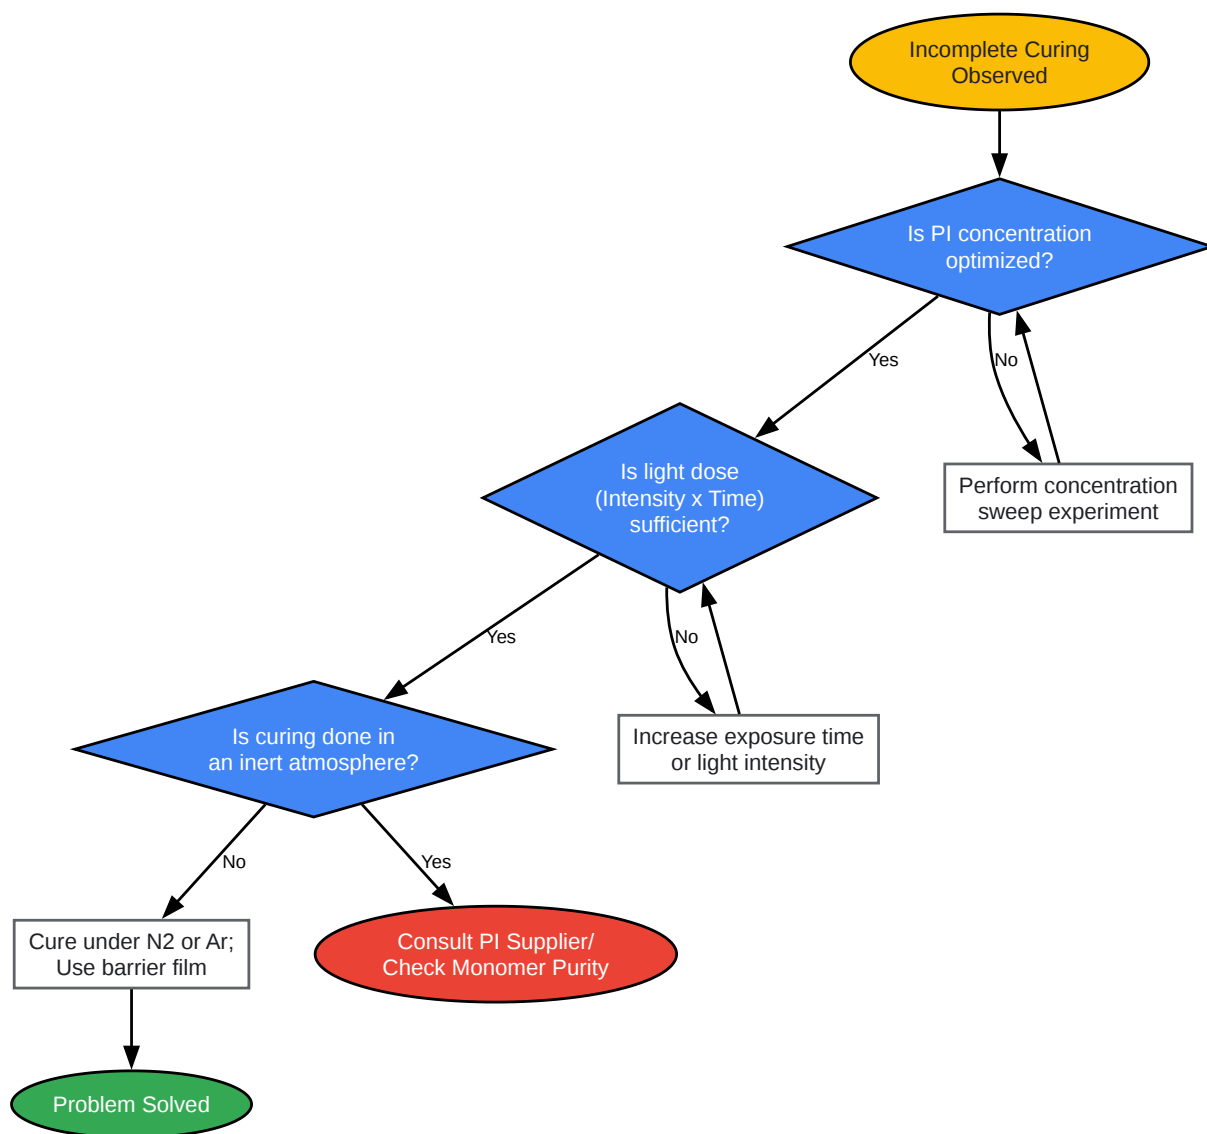 Incomplete Curing
Observed
Is PI concentration
optimized?
Yes
No
Is light dose
(Intensity x Time)
sufficient?
Perform concentration
sweep experiment
Yes
No
Is curing done in
an inert atmosphere?
Increase exposure time
or light intensity
No
Yes
Cure under N2 or Ar;
Use barrier film
Consult PI Supplier/
Check Monomer Purity
Problem Solved